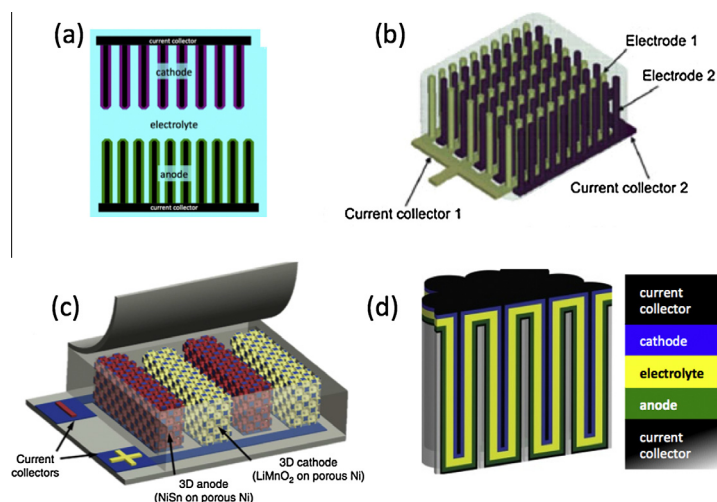 (a)
current collector
cathode
electrolyte
anode
current collector
(b)
Electrode 1
Electrode 2
Current collector 2
Current collector 1
(c)
Current
collectors
3D anode
(NiSn on porous Ni)
3D cathode
(LiMnO₂ on porous Ni)
(d)
current
collector
cathode
electrolyte
anode
current
collector